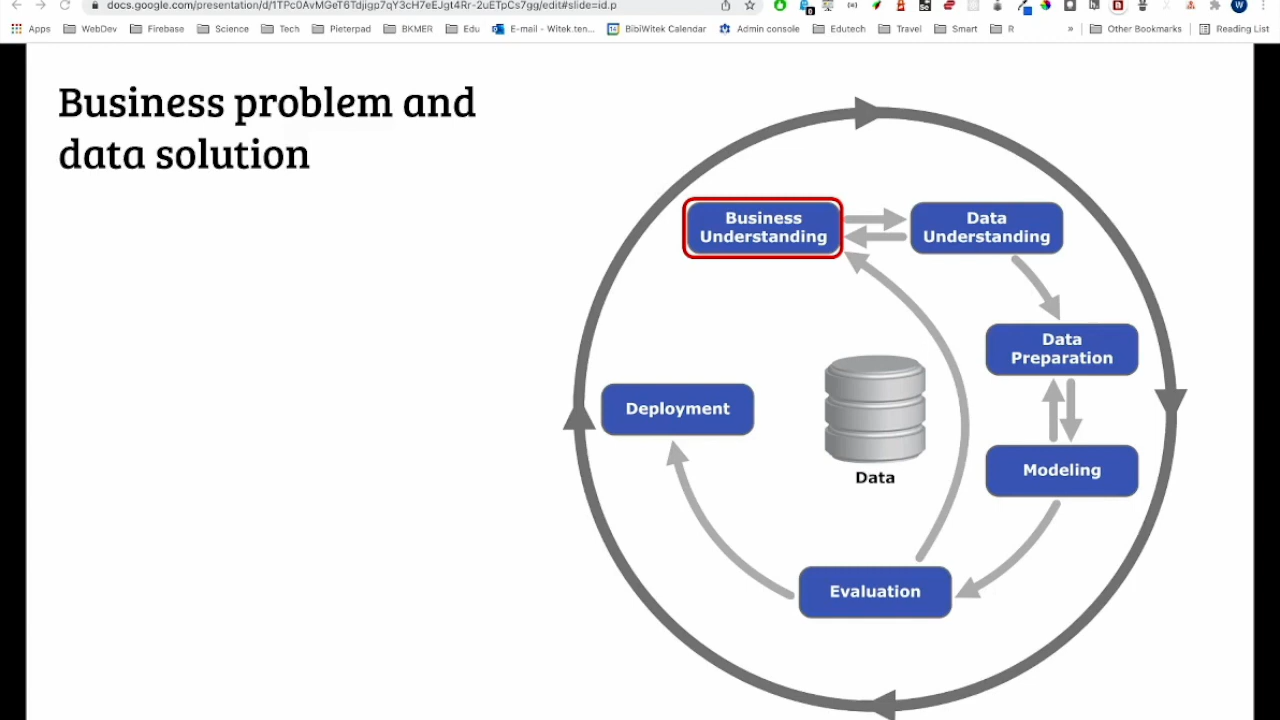 docs.google.com/presentation/d/1TPc0AvMGeT6Tdjigp7qY3cH7eEJgt4Rr-2uETpCs7gg/edit#slide=id.p
Apps WebDev Firebase Science Tech Pieterpad BKMER Edu E-mail - Witek.ten... BibiWitek Calendar Admin console Edutech Travel Smart R » Other Bookmarks Reading List
Business problem and
data solution
Business
Understanding
Data
Understanding
Data
Preparation
Deployment
Modeling
Data
Evaluation